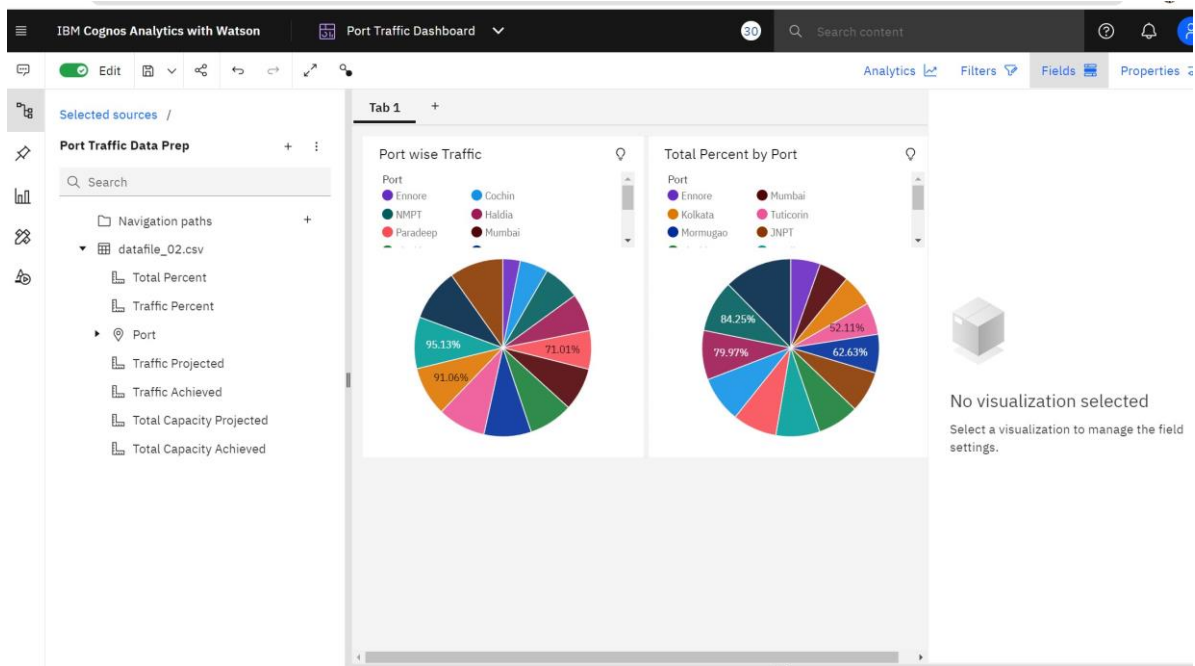 IBM Cognos Analytics with Watson
Port Traffic Dashboard
30
Search content
Edit
Analytics
Filters
Fields
Properties
Selected sources /
Port Traffic Data Prep
Search
Navigation paths
datafile_02.csv
Total Percent
Traffic Percent
Port
Traffic Projected
Traffic Achieved
Total Capacity Projected
Total Capacity Achieved
Tab 1
Port wise Traffic
Port
Ennore
Cochin
NMPT
Haldia
Paradeep
Mumbai
95.13%
71.01%
91.06%
Total Percent by Port
Port
Ennore
Mumbai
Kolkata
Tuticorin
Mormugao
JNPT
84.25%
52.11%
79.97%
62.63%
No visualization selected
Select a visualization to manage the field
settings.